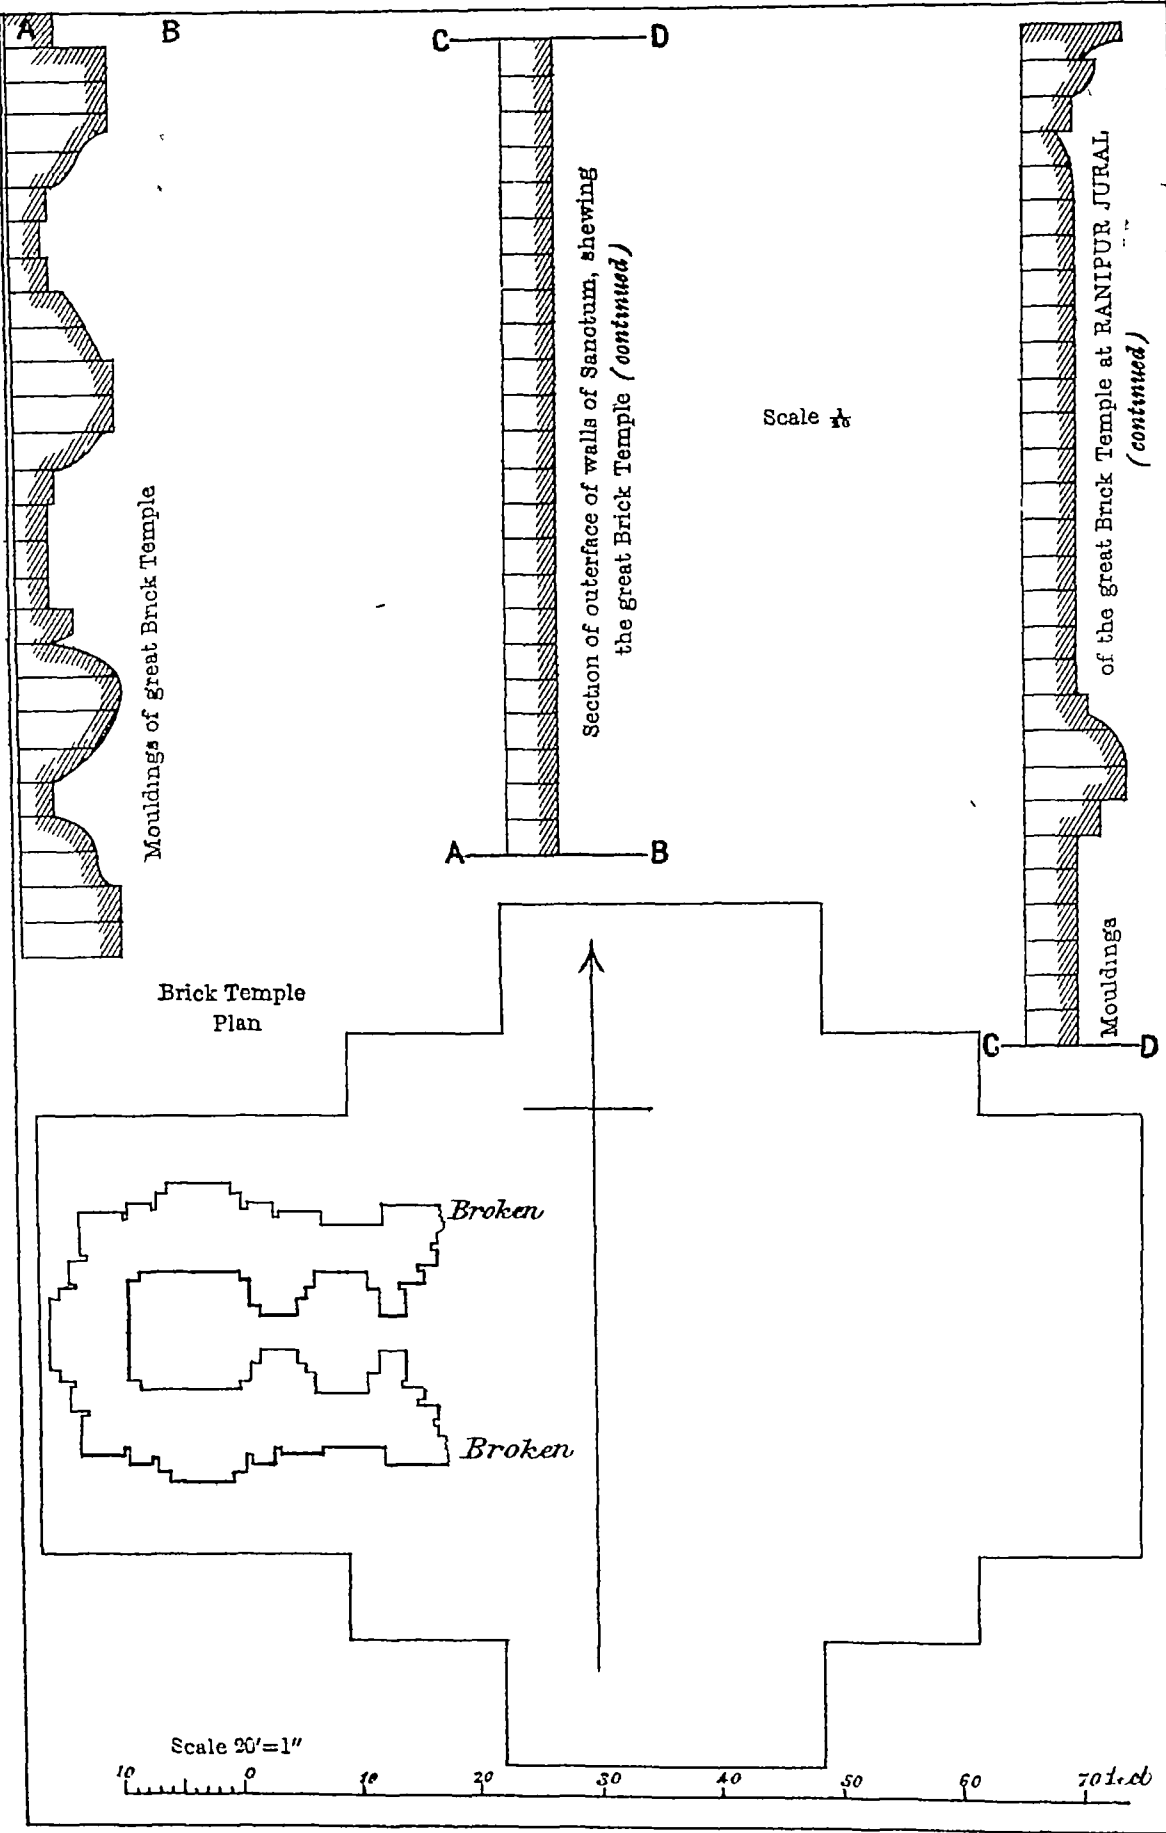 A B
C D
Mouldings of great Brick Temple
Section of outerface of walls of Sanctum, shewing
the great Brick Temple (continued)
Scale
Mouldings of the great Brick Temple at RANIPUR JURAL
(continued)
A B
C D
Brick Temple
Plan
Broken
Broken
Scale 20'=1"
10 0 10 20 30 40 50 60 70 feet